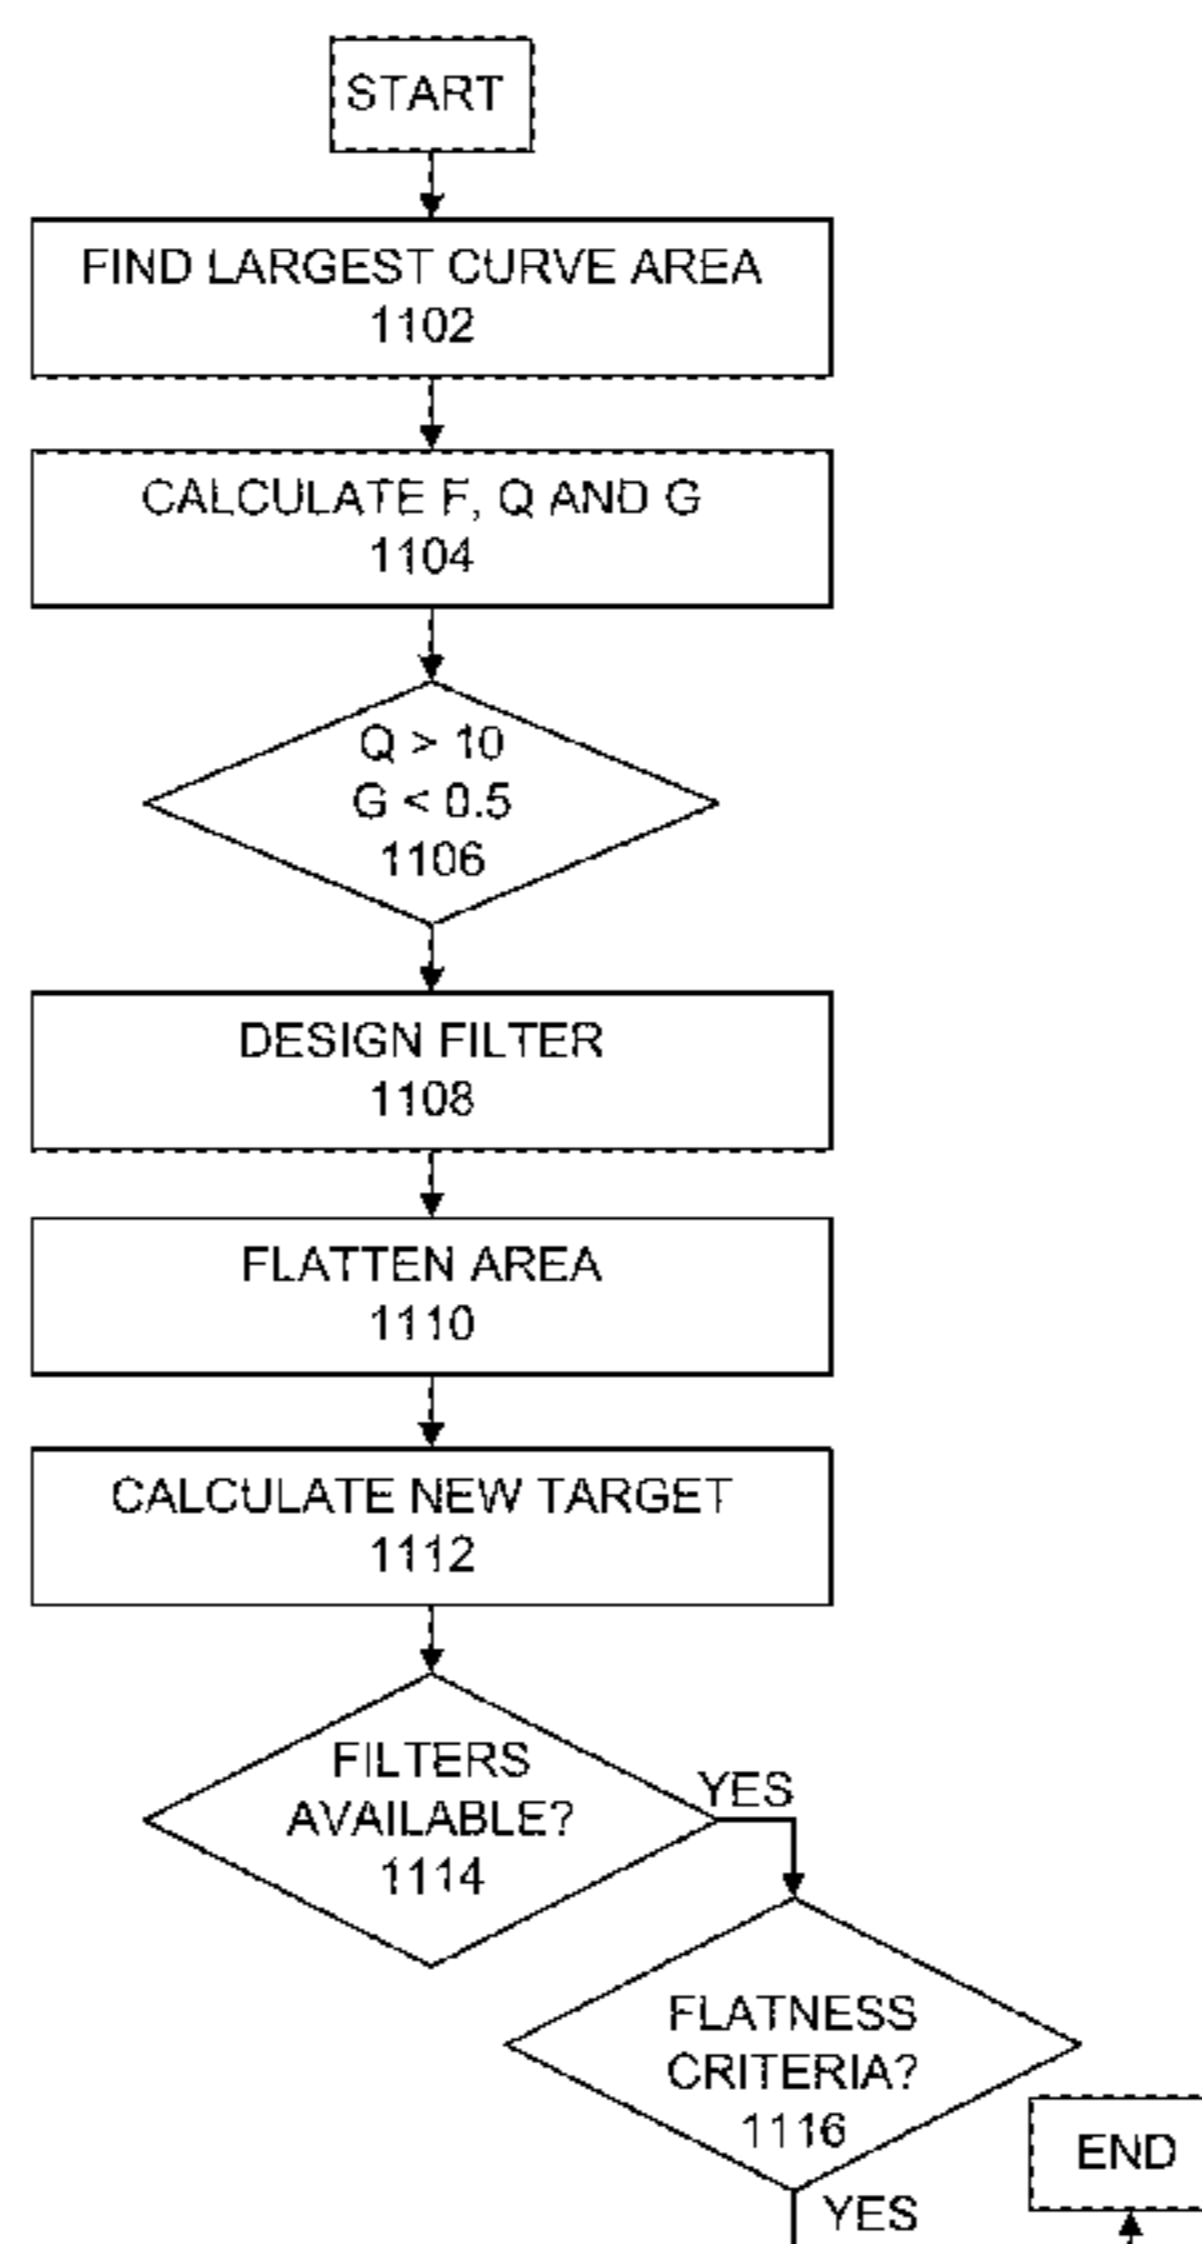 START
FIND LARGEST CURVE AREA
1102
CALCULATE F, Q AND G
1104
Q > 10
G < 0.5
1106
DESIGN FILTER
1108
FLATTEN AREA
1110
CALCULATE NEW TARGET
1112
FILTERS
AVAILABLE?
1114
YES
FLATNESS
CRITERIA?
1116
END
YES